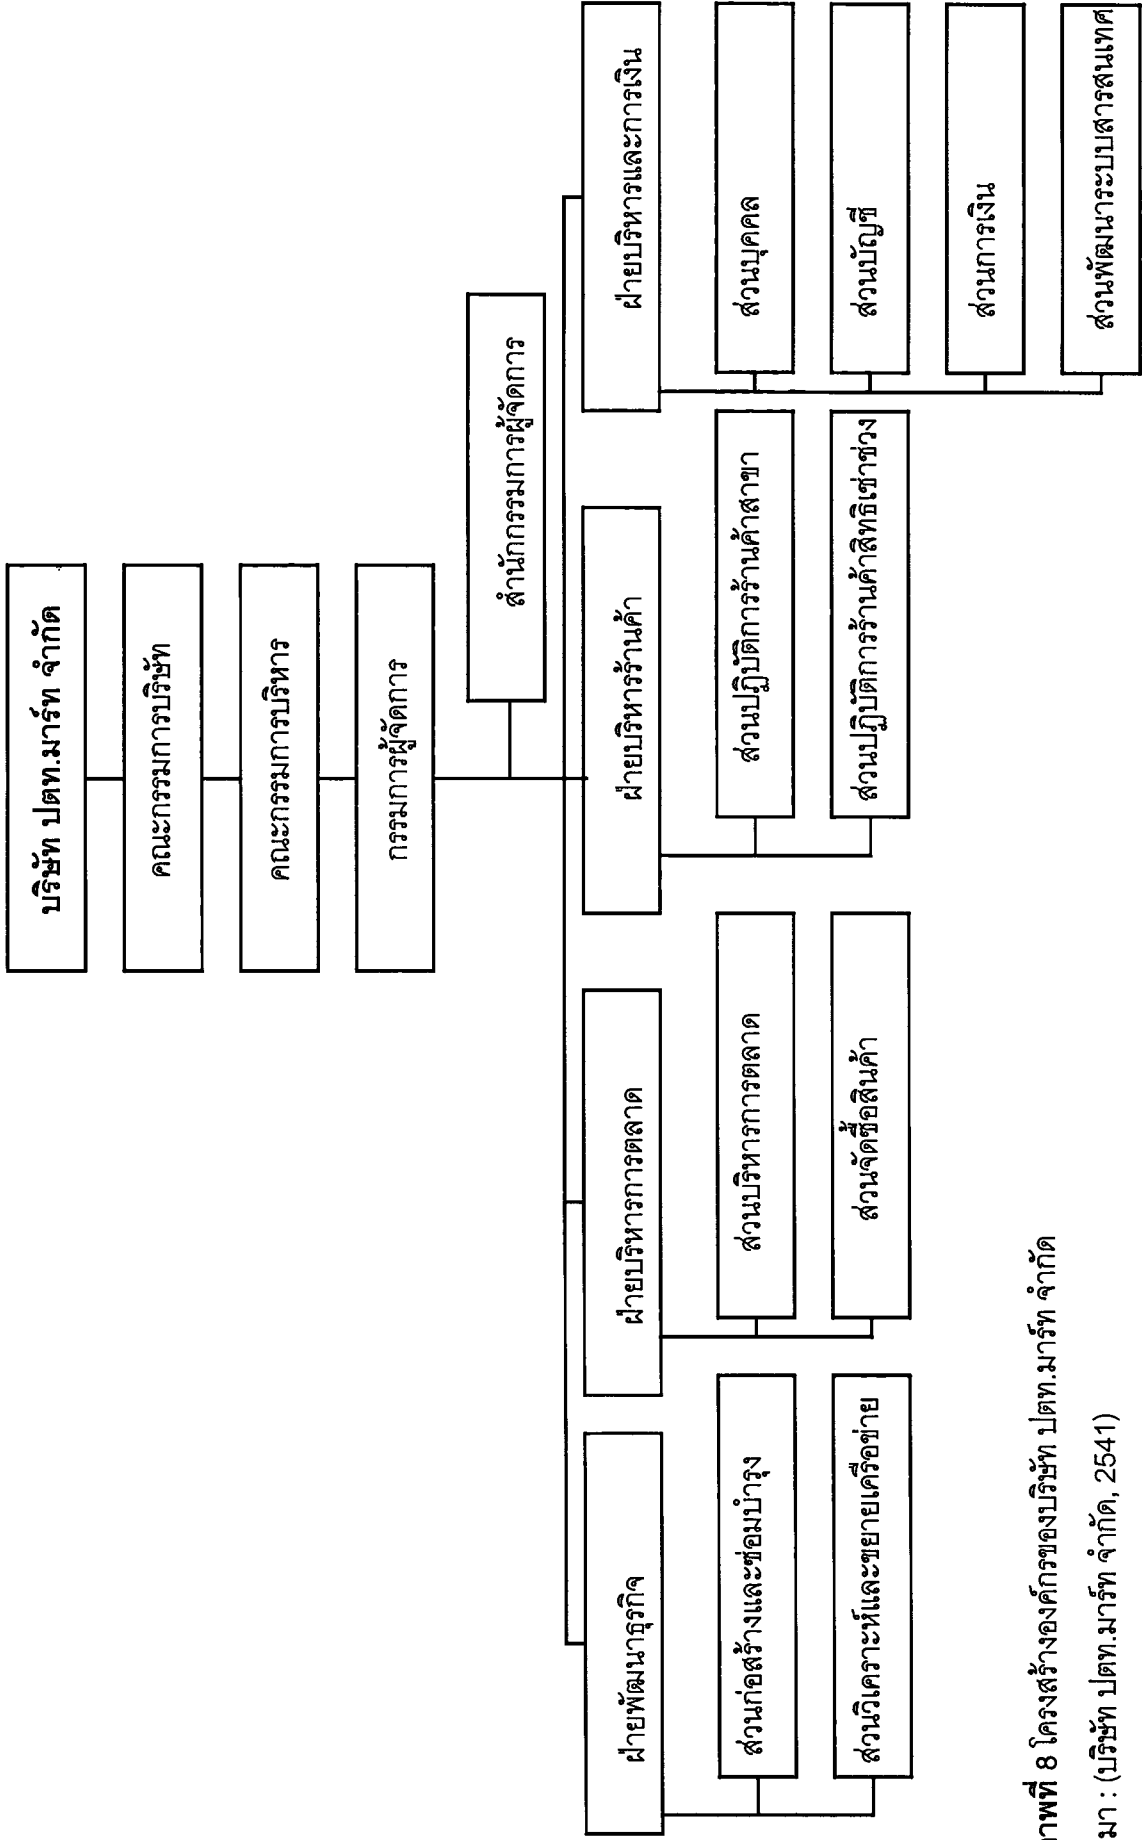 บริษัท ปตท.มาร์ท จำกัด
คณะกรรมการบริษัท
คณะกรรมการบริหาร
กรรมการผู้จัดการ
สำนักกรรมการผู้จัดการ
ฝ่ายพัฒนาธุรกิจ
ฝ่ายบริหารการตลาด
ฝ่ายบริหารร้านค้า
ฝ่ายบริหารและการเงิน
ส่วนก่อสร้างและซ่อมบำรุง
ส่วนบริหารการตลาด
ส่วนปฏิบัติการร้านค้าสาขา
ส่วนบุคคล
ส่วนวิเคราะห์และขยายเครือข่าย
ส่วนจัดซื้อสินค้า
ส่วนปฏิบัติการร้านค้าสิทธิเช่าช่วง
ส่วนบัญชี
ส่วนการเงิน
ส่วนพัฒนาระบบสารสนเทศ
าพที่ 8 โครงสร้างองค์กรของบริษัท ปตท.มาร์ท จำกัด
มา : (บริษัท ปตท.มาร์ท จำกัด, 2541)